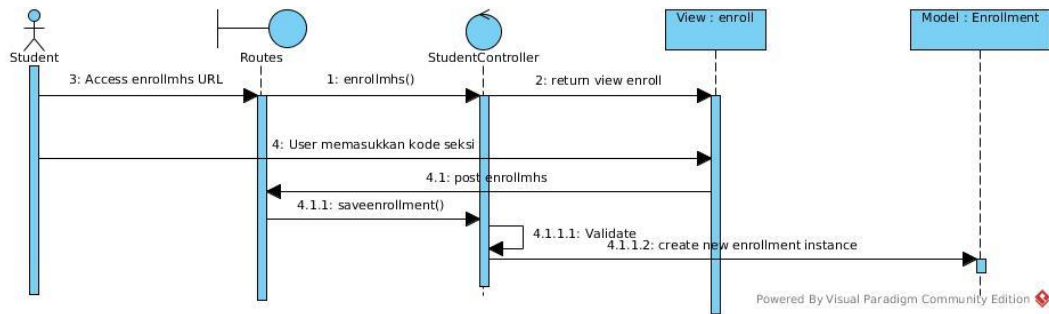 View : enroll
Model : Enrollment
Student
Routes
StudentController
3: Access enrollmhs URL
1: enrollmhs()
2: return view enroll
4: User memasukkan kode seksi
4.1: post enrollmhs
4.1.1: saveenrollment()
4.1.1.1: Validate
4.1.1.2: create new enrollment instance
Powered By Visual Paradigm Community Edition